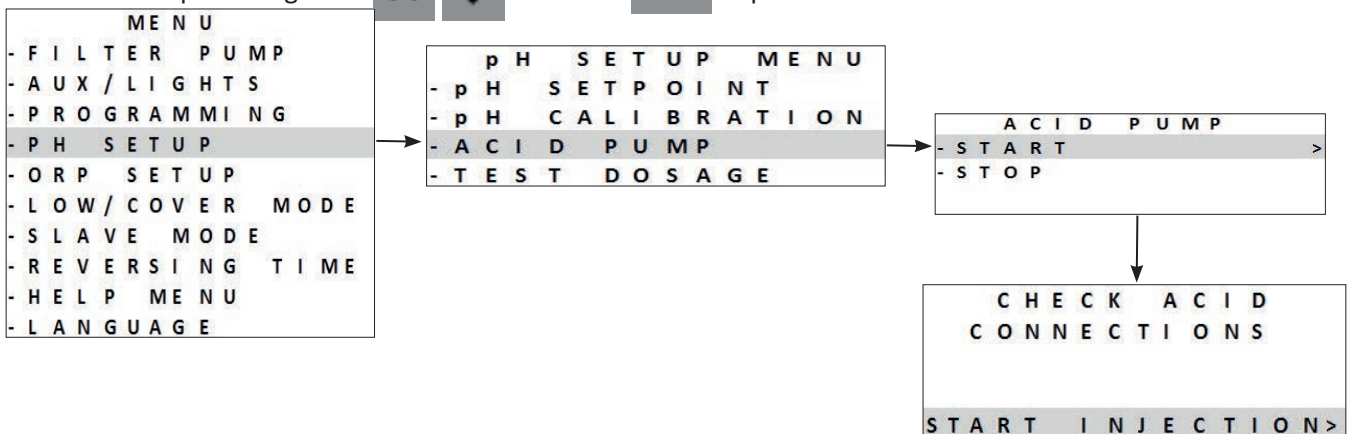 MENU
-FILTER PUMP
-AUX/LIGHTS
-PROGRAMMING
-PH SETUP
-ORP SETUP
-LOW/COVER MODE
-SLAVE MODE
-REVERSING TIME
-HELP MENU
-LANGUAGE
pH SETUP MENU
-pH SETPOINT
-pH CALIBRATION
-ACID PUMP
-TEST DOSAGE
ACID PUMP
-START >
-STOP
CHECK ACID
CONNECTIONS
START INJECTION>